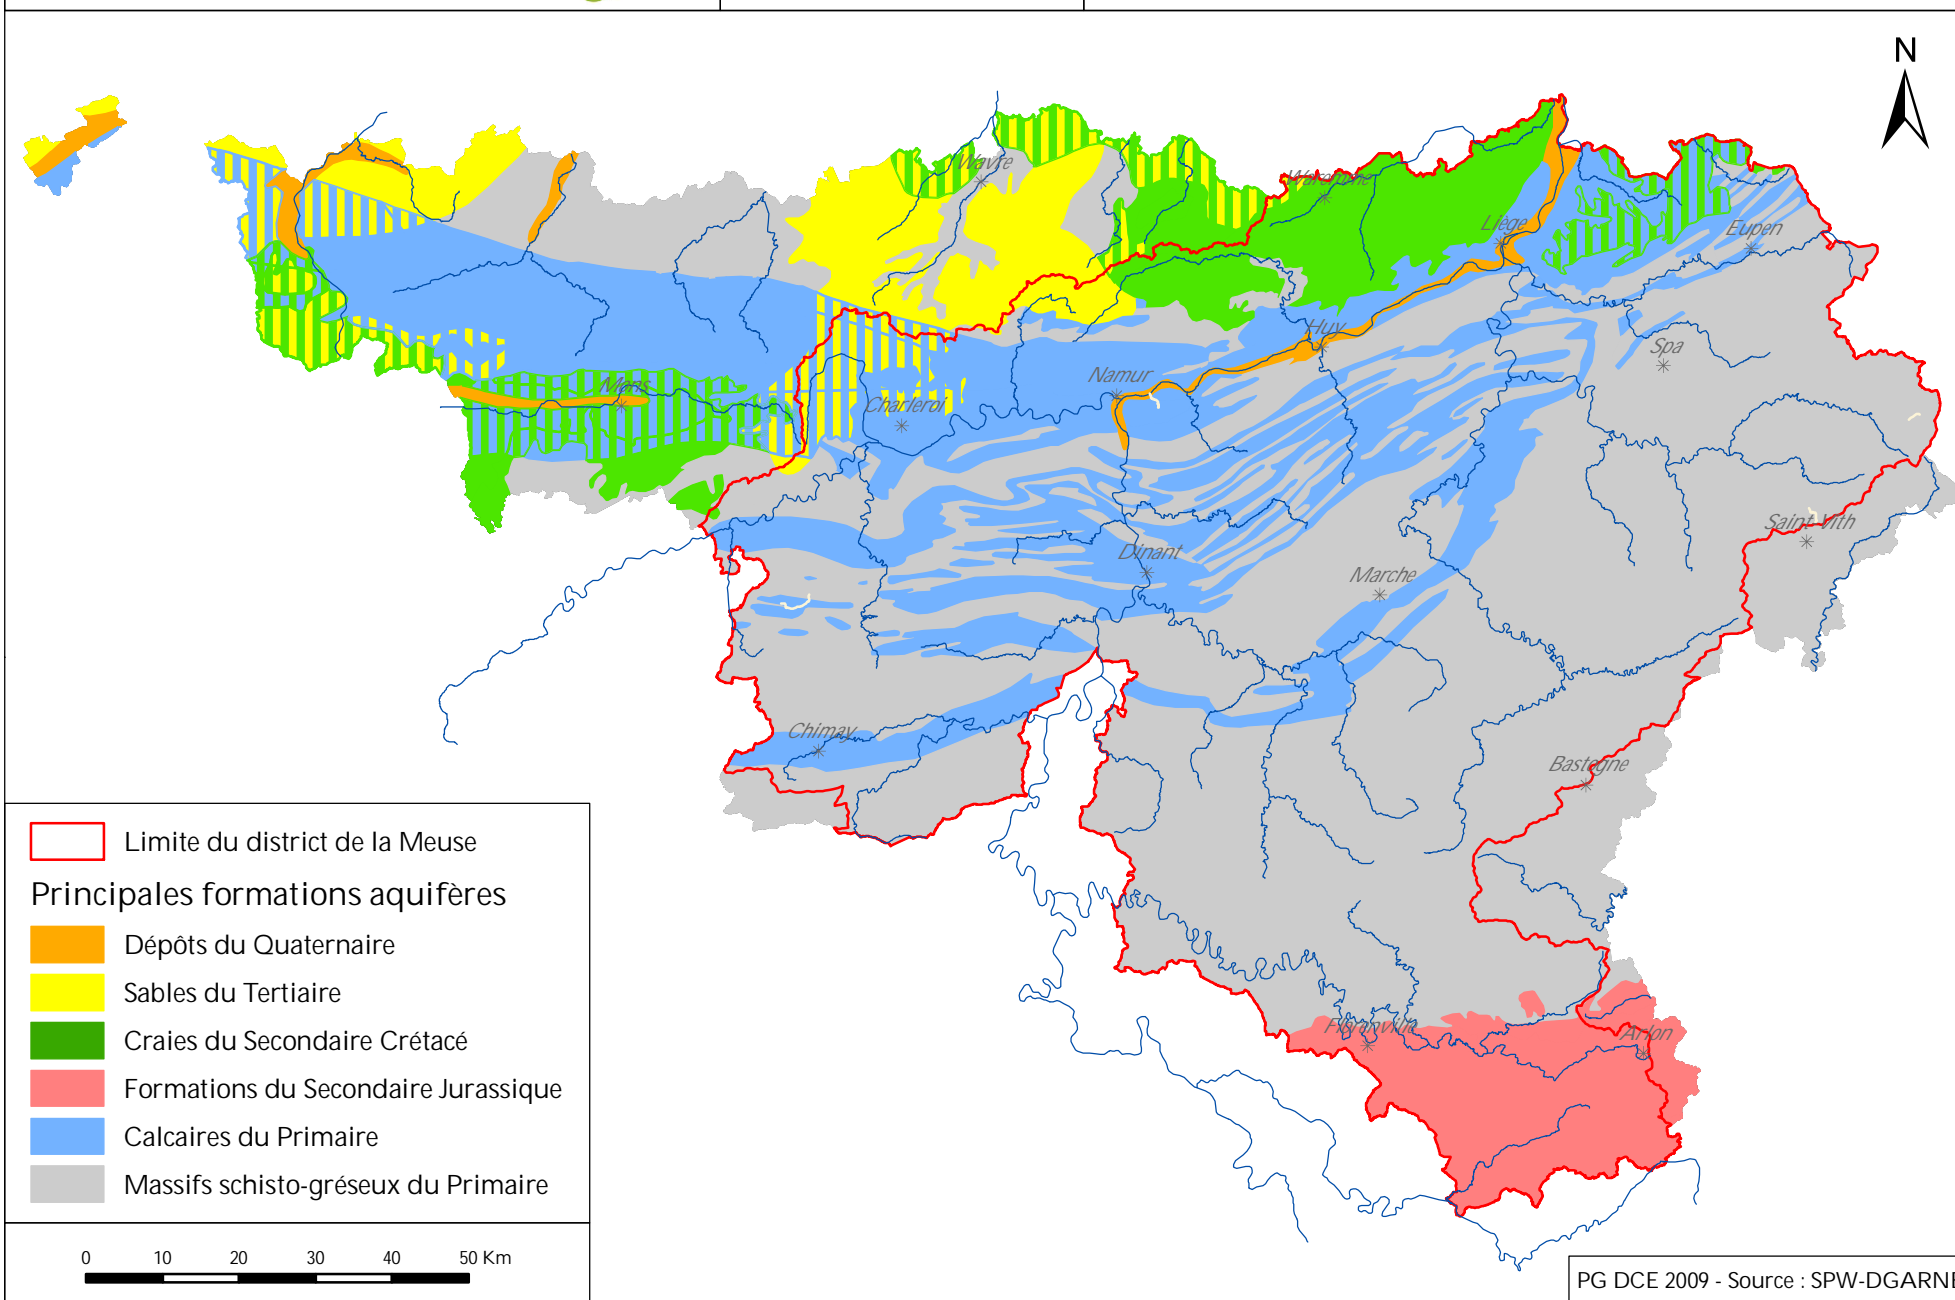 N
Wavre
Waremme
Liège
Eupen
Huy
Spa
Namur
Mons
Charleroi
Saint-Vith
Dinant
Marche
Chimay
Bastogne
Florenville
Arlon
Limite du district de la Meuse
Principales formations aquifères
Dépôts du Quaternaire
Sables du Tertiaire
Craies du Secondaire Crétacé
Formations du Secondaire Jurassique
Calcaires du Primaire
Massifs schisto-gréseux du Primaire
0 10 20 30 40 50 Km
PG DCE 2009 - Source : SPW-DGARNE